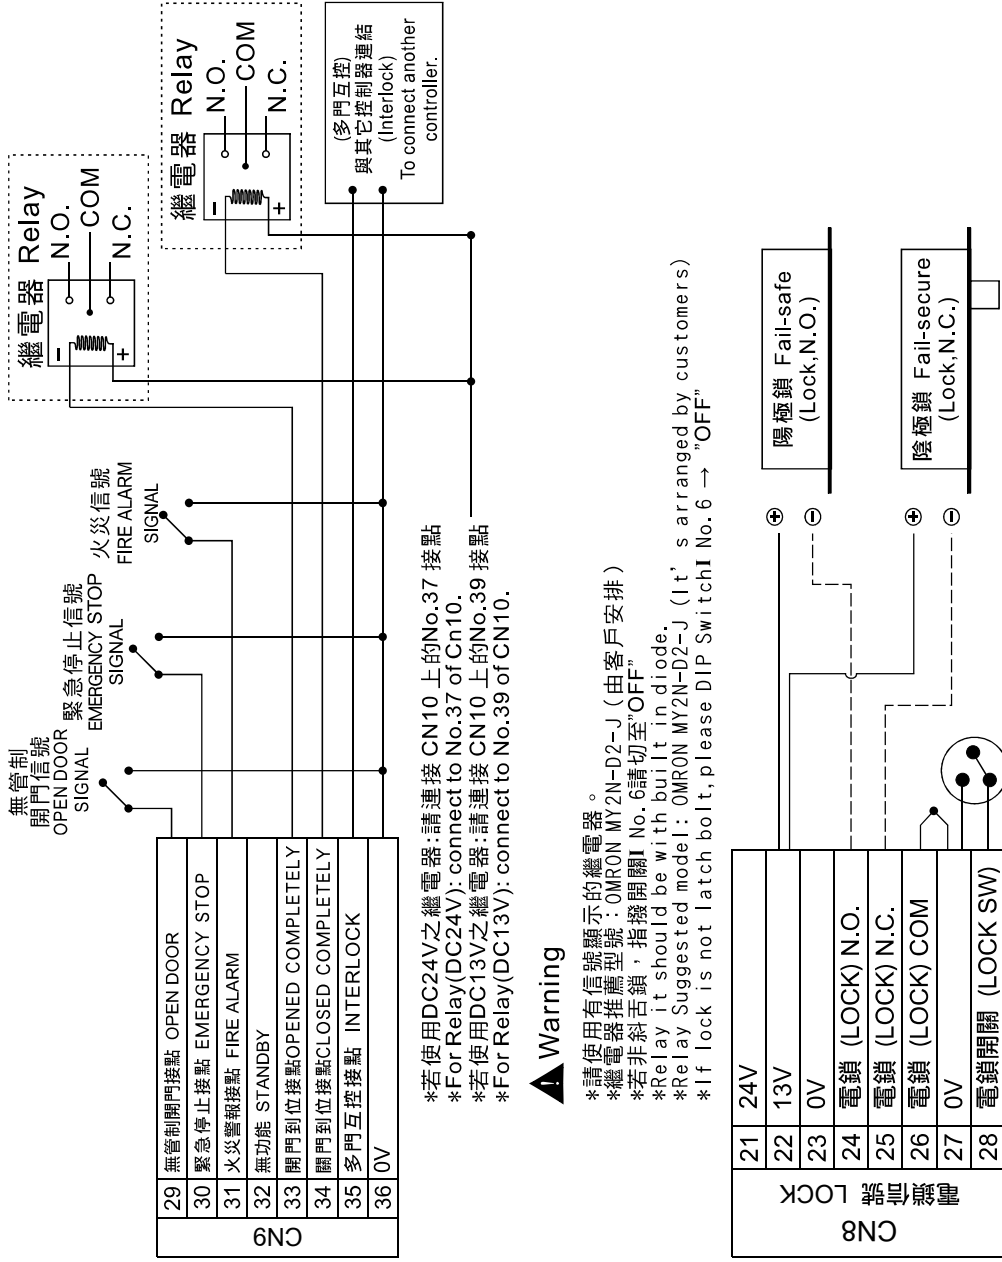 無管制
開門信號
OPEN DOOR
SIGNAL
緊急停止信號
EMERGENCY STOP
SIGNAL
火災信號
FIRE ALARM
SIGNAL
繼電器 Relay
N.O.
COM
N.C.
-
+
繼電器 Relay
N.O.
COM
N.C.
-
+
(多門互控)
與其它控制器連結
(Interlock)
To connect another
controller.
CN9
29 無管制開門接點 OPEN DOOR
30 緊急停止接點 EMERGENCY STOP
31 火災警報接點 FIRE ALARM
32 無功能 STANDBY
33 開門到位接點OPENED COMPLETELY
34 關門到位接點CLOSED COMPLETELY
35 多門互控接點 INTERLOCK
36 0V
*若使用DC24V之繼電器:請連接 CN10 上的No.37 接點
*For Relay(DC24V): connect to No.37 of Cn10.
*若使用DC13V之繼電器:請連接 CN10 上的No.39 接點
*For Relay(DC13V): connect to No.39 of CN10.
Warning
*請使用有信號顯示的繼電器。
*繼電器推薦型號：OMRON MY2N-D2-J（由客戶安排）
*若非斜舌鎖，指撥開關Ⅰ No.6請切至"OFF"
*Relay it should be with built in diode.
*Relay Suggested model: OMRON MY2N-D2-J (It's arranged by customers)
*If lock is not latch bolt,please DIP SwitchⅠ No.6 → "OFF"
CN8
電鎖信號 LOCK
21 24V
22 13V
23 0V
24 電鎖 (LOCK) N.O.
25 電鎖 (LOCK) N.C.
26 電鎖 (LOCK) COM
27 0V
28 電鎖開關 (LOCK SW)
+
-
陽極鎖 Fail-safe
(Lock,N.O.)
+
-
陰極鎖 Fail-secure
(Lock,N.C.)